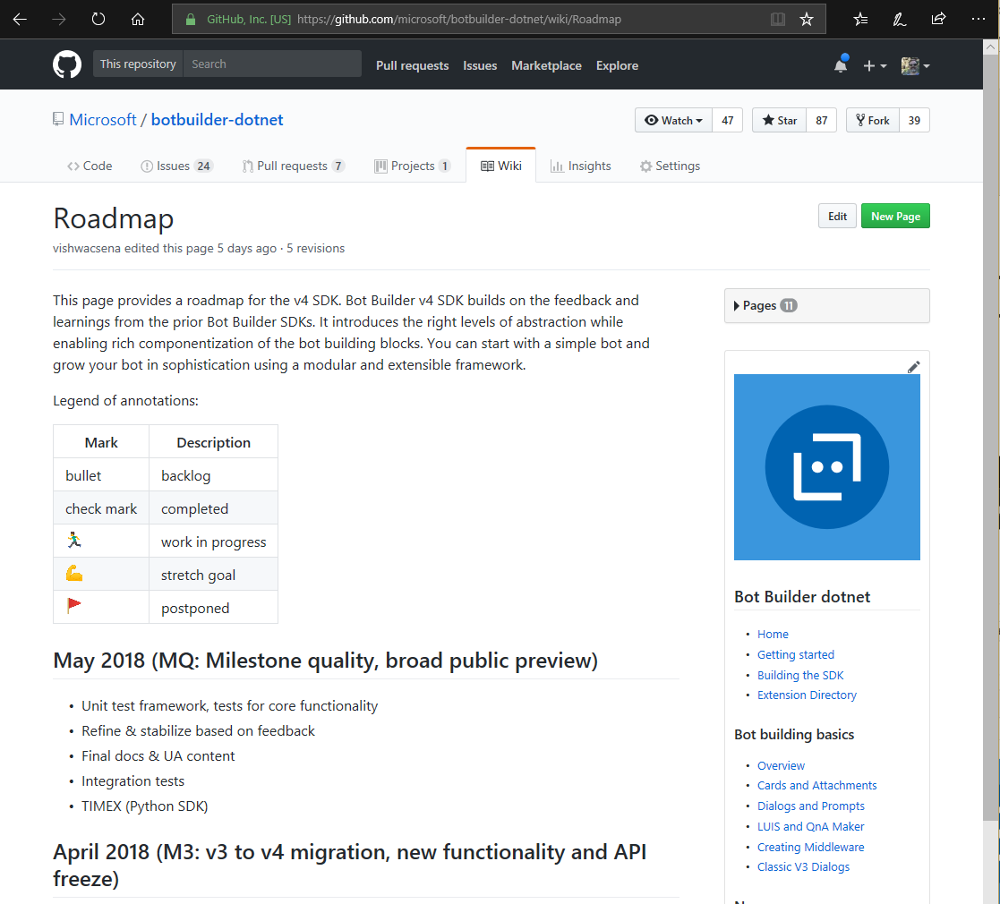 GitHub, Inc. [US] https://github.com/microsoft/botbuilder-dotnet/wiki/Roadmap
This repository Search Pull requests Issues Marketplace Explore
Microsoft / botbuilder-dotnet
Watch 47 Star 87 Fork 39
Code Issues 24 Pull requests 7 Projects 1 Wiki Insights Settings
Roadmap
Edit New Page
vishwacsena edited this page 5 days ago · 5 revisions
This page provides a roadmap for the v4 SDK. Bot Builder v4 SDK builds on the feedback and
learnings from the prior Bot Builder SDKs. It introduces the right levels of abstraction while
enabling rich componentization of the bot building blocks. You can start with a simple bot and
grow your bot in sophistication using a modular and extensible framework.
Legend of annotations:
Mark Description
bullet backlog
check mark completed
🏃‍♂️ work in progress
💪 stretch goal
🚩 postponed
May 2018 (MQ: Milestone quality, broad public preview)
• Unit test framework, tests for core functionality
• Refine & stabilize based on feedback
• Final docs & UA content
• Integration tests
• TIMEX (Python SDK)
April 2018 (M3: v3 to v4 migration, new functionality and API
freeze)
Pages 11
Bot Builder dotnet
• Home
• Getting started
• Building the SDK
• Extension Directory
Bot building basics
• Overview
• Cards and Attachments
• Dialogs and Prompts
• LUIS and QnA Maker
• Creating Middleware
• Classic V3 Dialogs